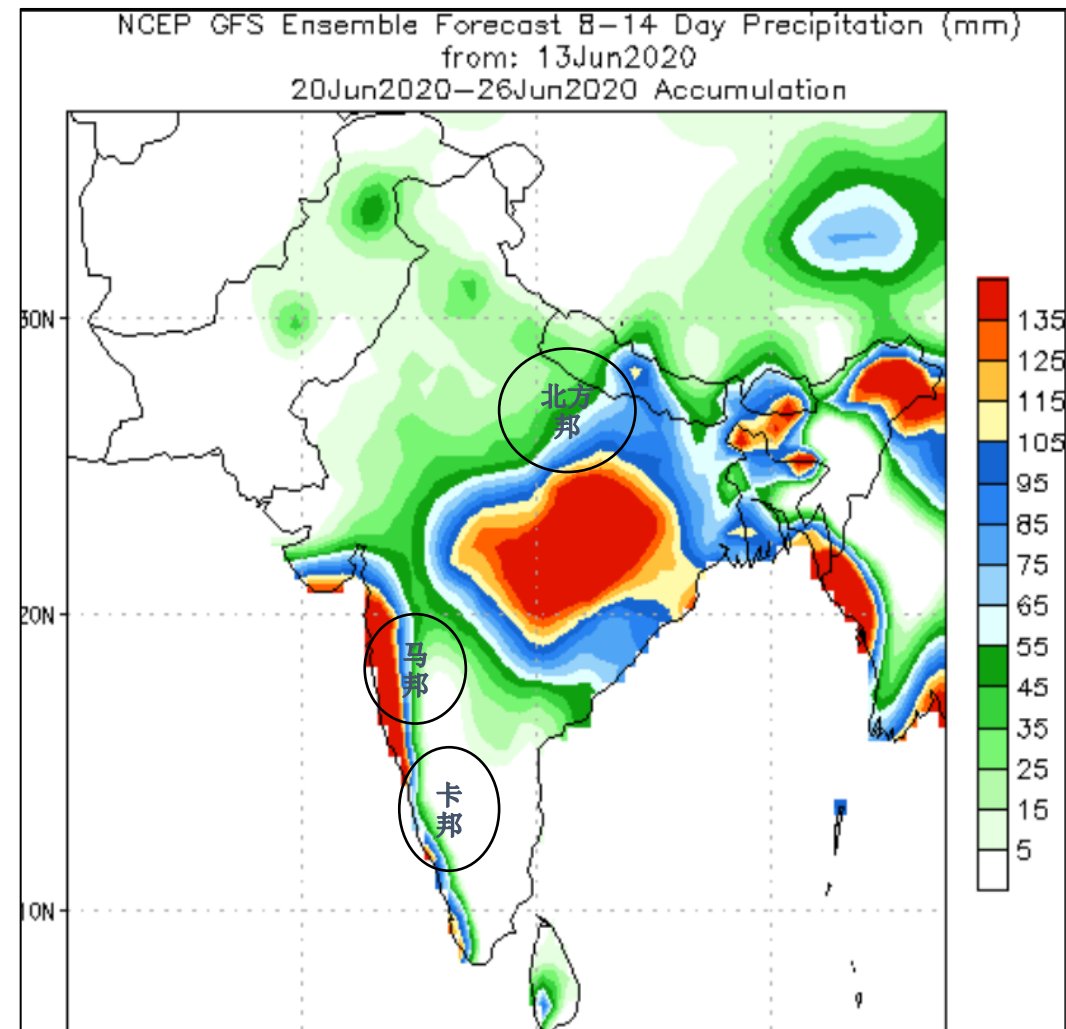 NCEP GFS Ensemble Forecast 8-14 Day Precipitation (mm)
from: 13Jun2020
20Jun2020-26Jun2020 Accumulation
30N
20N
10N
北方
邦
马
邦
卡
邦
135
125
115
105
95
85
75
65
55
45
35
25
15
5